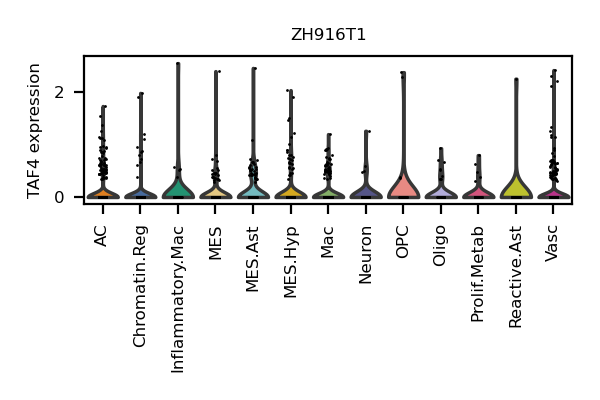 ZH916T1
TAF4 expression
2
0
AC
Chromatin.Reg
Inflammatory.Mac
MES
MES.Ast
MES.Hyp
Mac
Neuron
OPC
Oligo
Prolif.Metab
Reactive.Ast
Vasc